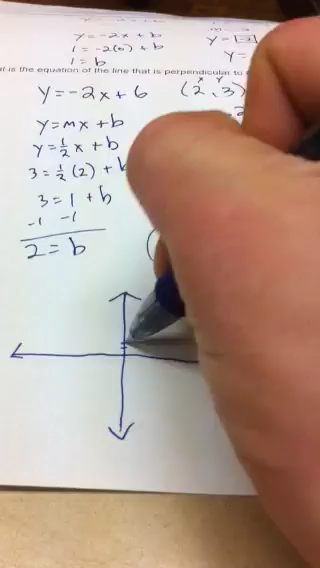 y = -2x + b
1 = -2(0) + b
1 = b
y = -2
y =
is the equation of the line that is perpendicular to
y = -2x + 6 (2, 3)
x y
y = mx + b
y = 1/2 x + b
3 = 1/2 (2) + b
3 = 1 + b
-1 -1
2 = b